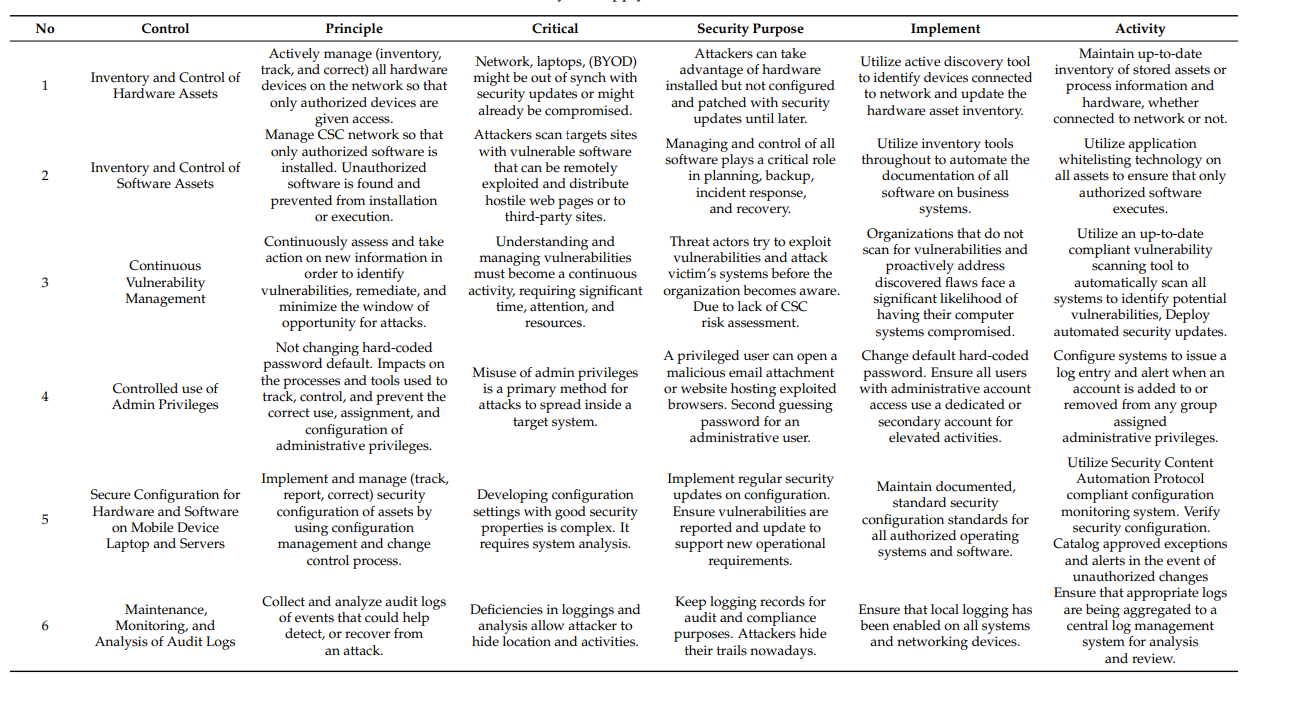 No Control Principle Critical Security Purpose Implement Activity
1
Inventory and Control of
Hardware Assets
Actively manage (inventory,
track, and correct) all hardware
devices on the network so that
only authorized devices are
given access.
Network, laptops, (BYOD)
might be out of synch with
security updates or might
already be compromised.
Attackers can take
advantage of hardware
installed but not configured
and patched with security
updates until later.
Utilize active discovery tool
to identify devices connected
to network and update the
hardware asset inventory.
Maintain up-to-date
inventory of stored assets or
process information and
hardware, whether
connected to network or not.
2
Inventory and Control of
Software Assets
Manage CSC network so that
only authorized software is
installed. Unauthorized
software is found and
prevented from installation
or execution.
Attackers scan targets sites
with vulnerable software
that can be remotely
exploited and distribute
hostile web pages or to
third-party sites.
Managing and control of all
software plays a critical role
in planning, backup,
incident response,
and recovery.
Utilize inventory tools
throughout to automate the
documentation of all
software on business
systems.
Utilize application
whitelisting technology on
all assets to ensure that only
authorized software
executes.
3
Continuous
Vulnerability
Management
Continuously assess and take
action on new information in
order to identify
vulnerabilities, remediate, and
minimize the window of
opportunity for attacks.
Understanding and
managing vulnerabilities
must become a continuous
activity, requiring significant
time, attention, and
resources.
Threat actors try to exploit
vulnerabilities and attack
victim's systems before the
organization becomes aware.
Due to lack of CSC
risk assessment.
Organizations that do not
scan for vulnerabilities and
proactively address
discovered flaws face a
significant likelihood of
having their computer
systems compromised.
Utilize an up-to-date
compliant vulnerability
scanning tool to
automatically scan all
systems to identify potential
vulnerabilities, Deploy
automated security updates.
4
Controlled use of
Admin Privileges
Not changing hard-coded
password default. Impacts on
the processes and tools used to
track, control, and prevent the
correct use, assignment, and
configuration of
administrative privileges.
Misuse of admin privileges
is a primary method for
attacks to spread inside a
target system.
A privileged user can open a
malicious email attachment
or website hosting exploited
browsers. Second guessing
password for an
administrative user.
Change default hard-coded
password. Ensure all users
with administrative account
access use a dedicated or
secondary account for
elevated activities.
Configure systems to issue a
log entry and alert when an
account is added to or
removed from any group
assigned
administrative privileges.
5
Secure Configuration for
Hardware and Software
on Mobile Device
Laptop and Servers
Implement and manage (track,
report, correct) security
configuration of assets by
using configuration
management and change
control process.
Developing configuration
settings with good security
properties is complex. It
requires system analysis.
Implement regular security
updates on configuration.
Ensure vulnerabilities are
reported and update to
support new operational
requirements.
Maintain documented,
standard security
configuration standards for
all authorized operating
systems and software.
Utilize Security Content
Automation Protocol
compliant configuration
monitoring system. Verify
security configuration.
Catalog approved exceptions
and alerts in the event of
unauthorized changes
6
Maintenance,
Monitoring, and
Analysis of Audit Logs
Collect and analyze audit logs
of events that could help
detect, or recover from
an attack.
Deficiencies in loggings and
analysis allow attacker to
hide location and activities.
Keep logging records for
audit and compliance
purposes. Attackers hide
their trails nowadays.
Ensure that local logging has
been enabled on all systems
and networking devices.
Ensure that appropriate logs
are being aggregated to a
central log management
system for analysis
and review.